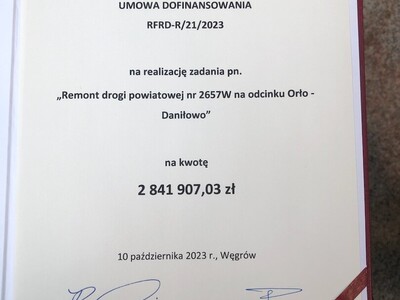 UMOWA DOFINANSOWANIA
RFRD-R/21/2023
na realizację zadania pn.
„Remont drogi powiatowej nr 2657W na odcinku Orło -
Daniłowo”
na kwotę
2 841 907,03 zł
10 października 2023 r., Węgrów